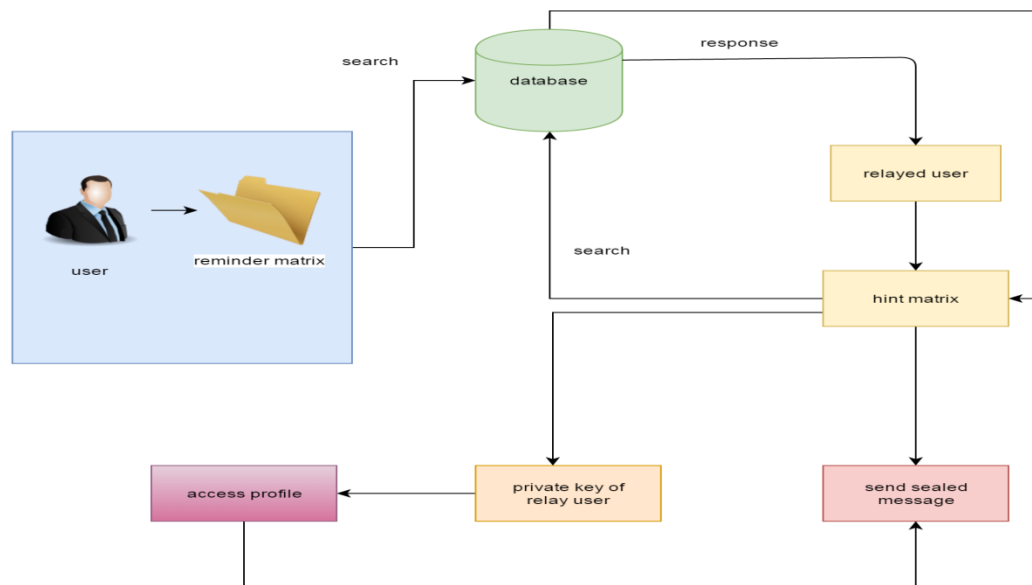 response
search
database
relayed user
reminder matrix
user
search
hint matrix
access profile
private key of
relay user
send sealed
message